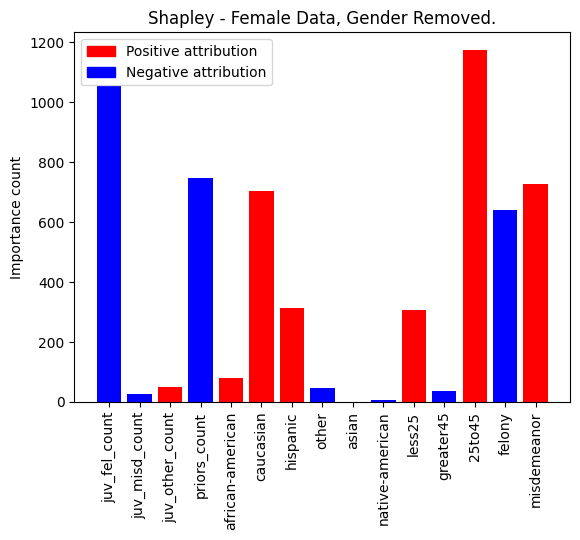 Shapley - Female Data, Gender Removed.
Positive attribution
Negative attribution
Importance count
1200
1000
800
600
400
200
0
juv_fel_count
juv_misd_count
juv_other_count
priors_count
african-american
caucasian
hispanic
other
asian
native-american
less25
greater45
25to45
felony
misdemeanor